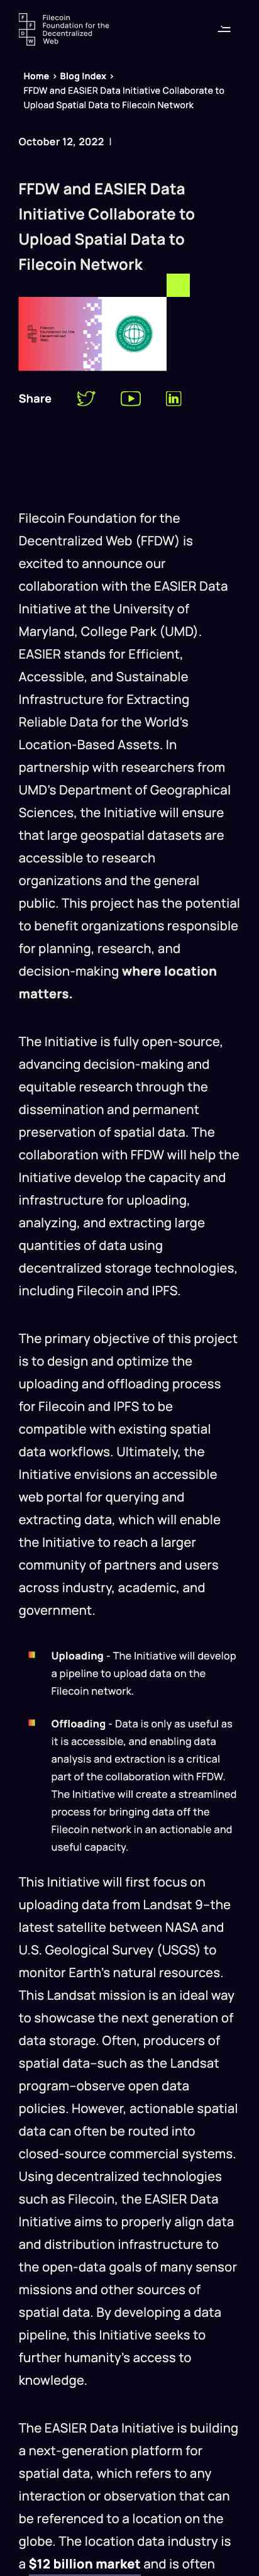 Filecoin
Foundation for the
Decentralized
Web
Home > Blog Index >
FFDW and EASIER Data Initiative Collaborate to
Upload Spatial Data to Filecoin Network
October 12, 2022 |
FFDW and EASIER Data
Initiative Collaborate to
Upload Spatial Data to
Filecoin Network
Filecoin
Foundation for the
Decentralized
Web
Share
Filecoin Foundation for the
Decentralized Web (FFDW) is
excited to announce our
collaboration with the EASIER Data
Initiative at the University of
Maryland, College Park (UMD).
EASIER stands for Efficient,
Accessible, and Sustainable
Infrastructure for Extracting
Reliable Data for the World's
Location-Based Assets. In
partnership with researchers from
UMD's Department of Geographical
Sciences, the Initiative will ensure
that large geospatial datasets are
accessible to research
organizations and the general
public. This project has the potential
to benefit organizations responsible
for planning, research, and
decision-making where location
matters.
The Initiative is fully open-source,
advancing decision-making and
equitable research through the
dissemination and permanent
preservation of spatial data. The
collaboration with FFDW will help the
Initiative develop the capacity and
infrastructure for uploading,
analyzing, and extracting large
quantities of data using
decentralized storage technologies,
including Filecoin and IPFS.
The primary objective of this project
is to design and optimize the
uploading and offloading process
for Filecoin and IPFS to be
compatible with existing spatial
data workflows. Ultimately, the
Initiative envisions an accessible
web portal for querying and
extracting data, which will enable
the Initiative to reach a larger
community of partners and users
across industry, academic, and
government.
Uploading - The Initiative will develop
a pipeline to upload data on the
Filecoin network.
Offloading - Data is only as useful as
it is accessible, and enabling data
analysis and extraction is a critical
part of the collaboration with FFDW.
The Initiative will create a streamlined
process for bringing data off the
Filecoin network in an actionable and
useful capacity.
This Initiative will first focus on
uploading data from Landsat 9–the
latest satellite between NASA and
U.S. Geological Survey (USGS) to
monitor Earth's natural resources.
This Landsat mission is an ideal way
to showcase the next generation of
data storage. Often, producers of
spatial data–such as the Landsat
program–observe open data
policies. However, actionable spatial
data can often be routed into
closed-source commercial systems.
Using decentralized technologies
such as Filecoin, the EASIER Data
Initiative aims to properly align data
and distribution infrastructure to
the open-data goals of many sensor
missions and other sources of
spatial data. By developing a data
pipeline, this Initiative seeks to
further humanity's access to
knowledge.
The EASIER Data Initiative is building
a next-generation platform for
spatial data, which refers to any
interaction or observation that can
be referenced to a location on the
globe. The location data industry is
a $12 billion market and is often